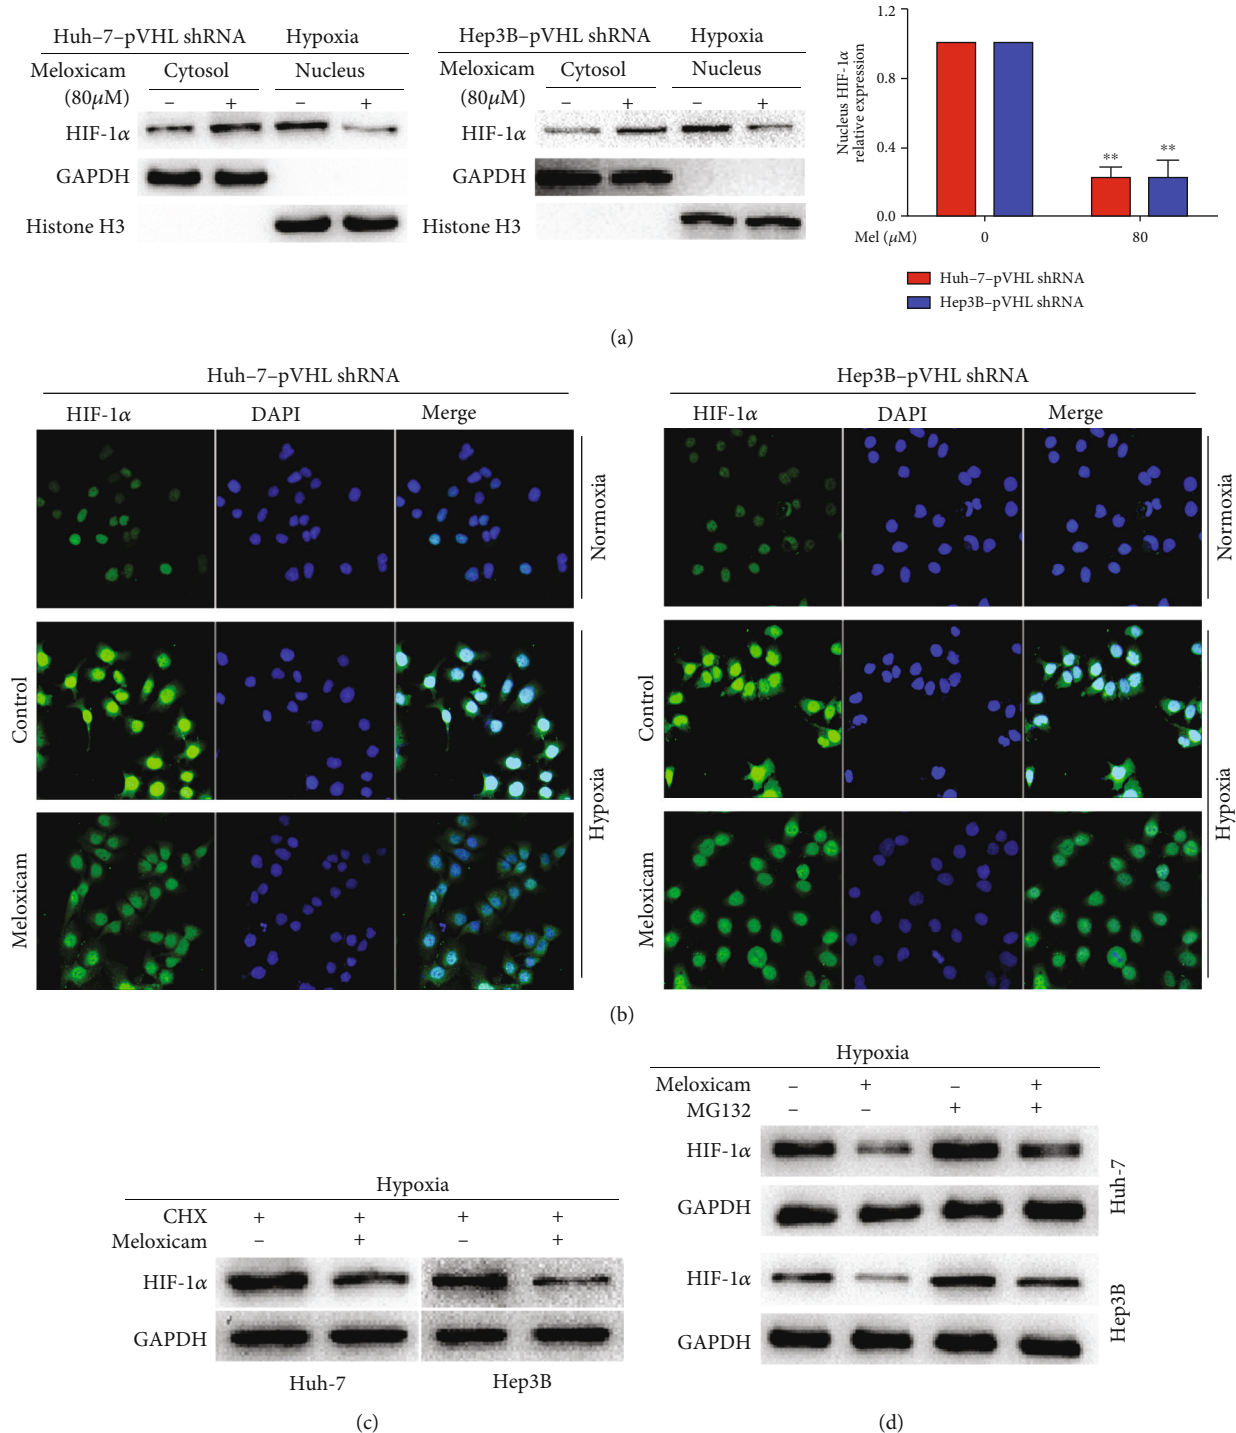 Huh–7–pVHL shRNA Hypoxia
Meloxicam Cytosol Nucleus
(80μM) – + – +
HIF-1α
GAPDH
Histone H3
Hep3B–pVHL shRNA Hypoxia
Meloxicam Cytosol Nucleus
(80μM) – + – +
HIF-1α
GAPDH
Histone H3
Nucleus HIF-1α
relative expression
1.2
0.8
0.4
0.0
** **
Mel (μM) 0 80
Huh–7–pVHL shRNA
Hep3B–pVHL shRNA
(a)
Huh–7–pVHL shRNA
HIF-1α DAPI Merge
Normoxia
Control
Meloxicam
Hypoxia
Hep3B–pVHL shRNA
HIF-1α DAPI Merge
Normoxia
Control
Meloxicam
Hypoxia
(b)
Hypoxia
CHX + + + +
Meloxicam – + – +
HIF-1α
GAPDH
Huh-7 Hep3B
(c)
Hypoxia
Meloxicam – + – +
MG132 – – + +
HIF-1α
GAPDH
Huh-7
HIF-1α
GAPDH
Hep3B
(d)